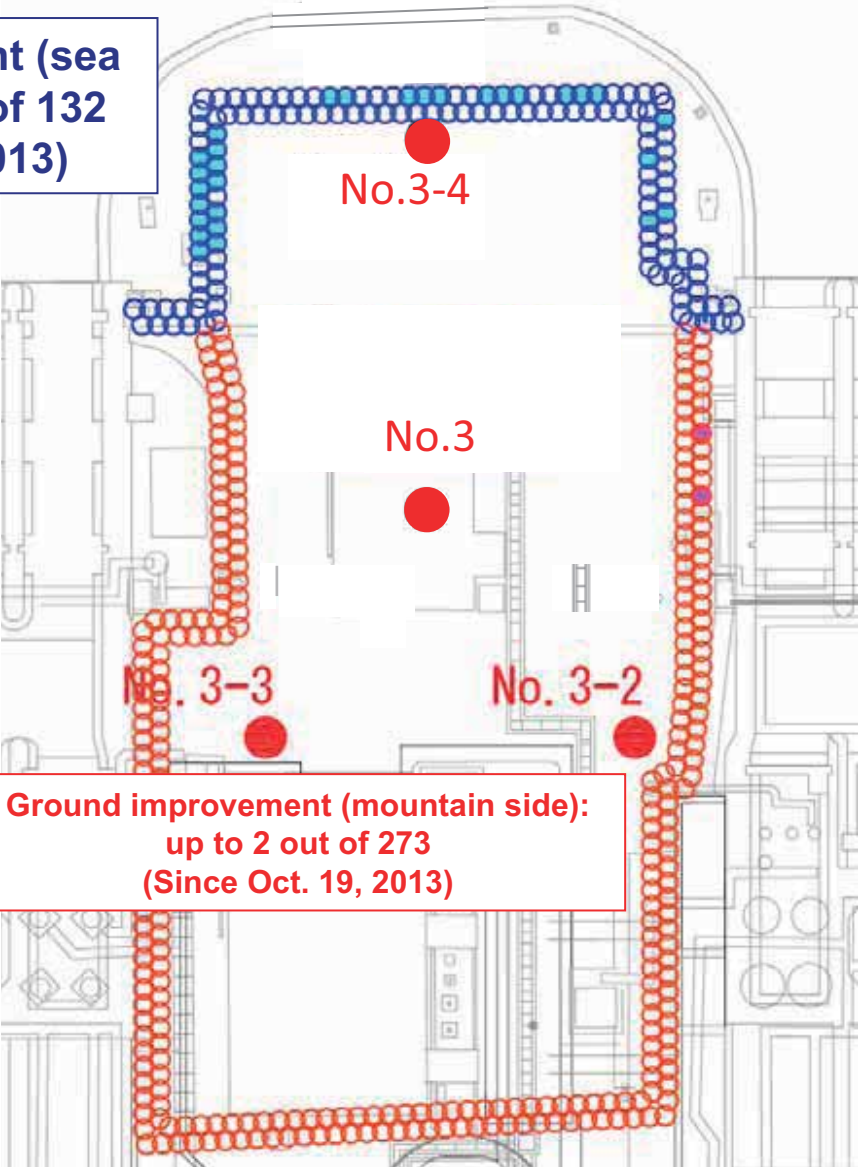 nt (sea
of 132
013)
No.3-4
No.3
No. 3-3
No. 3-2
Ground improvement (mountain side):
up to 2 out of 273
(Since Oct. 19, 2013)